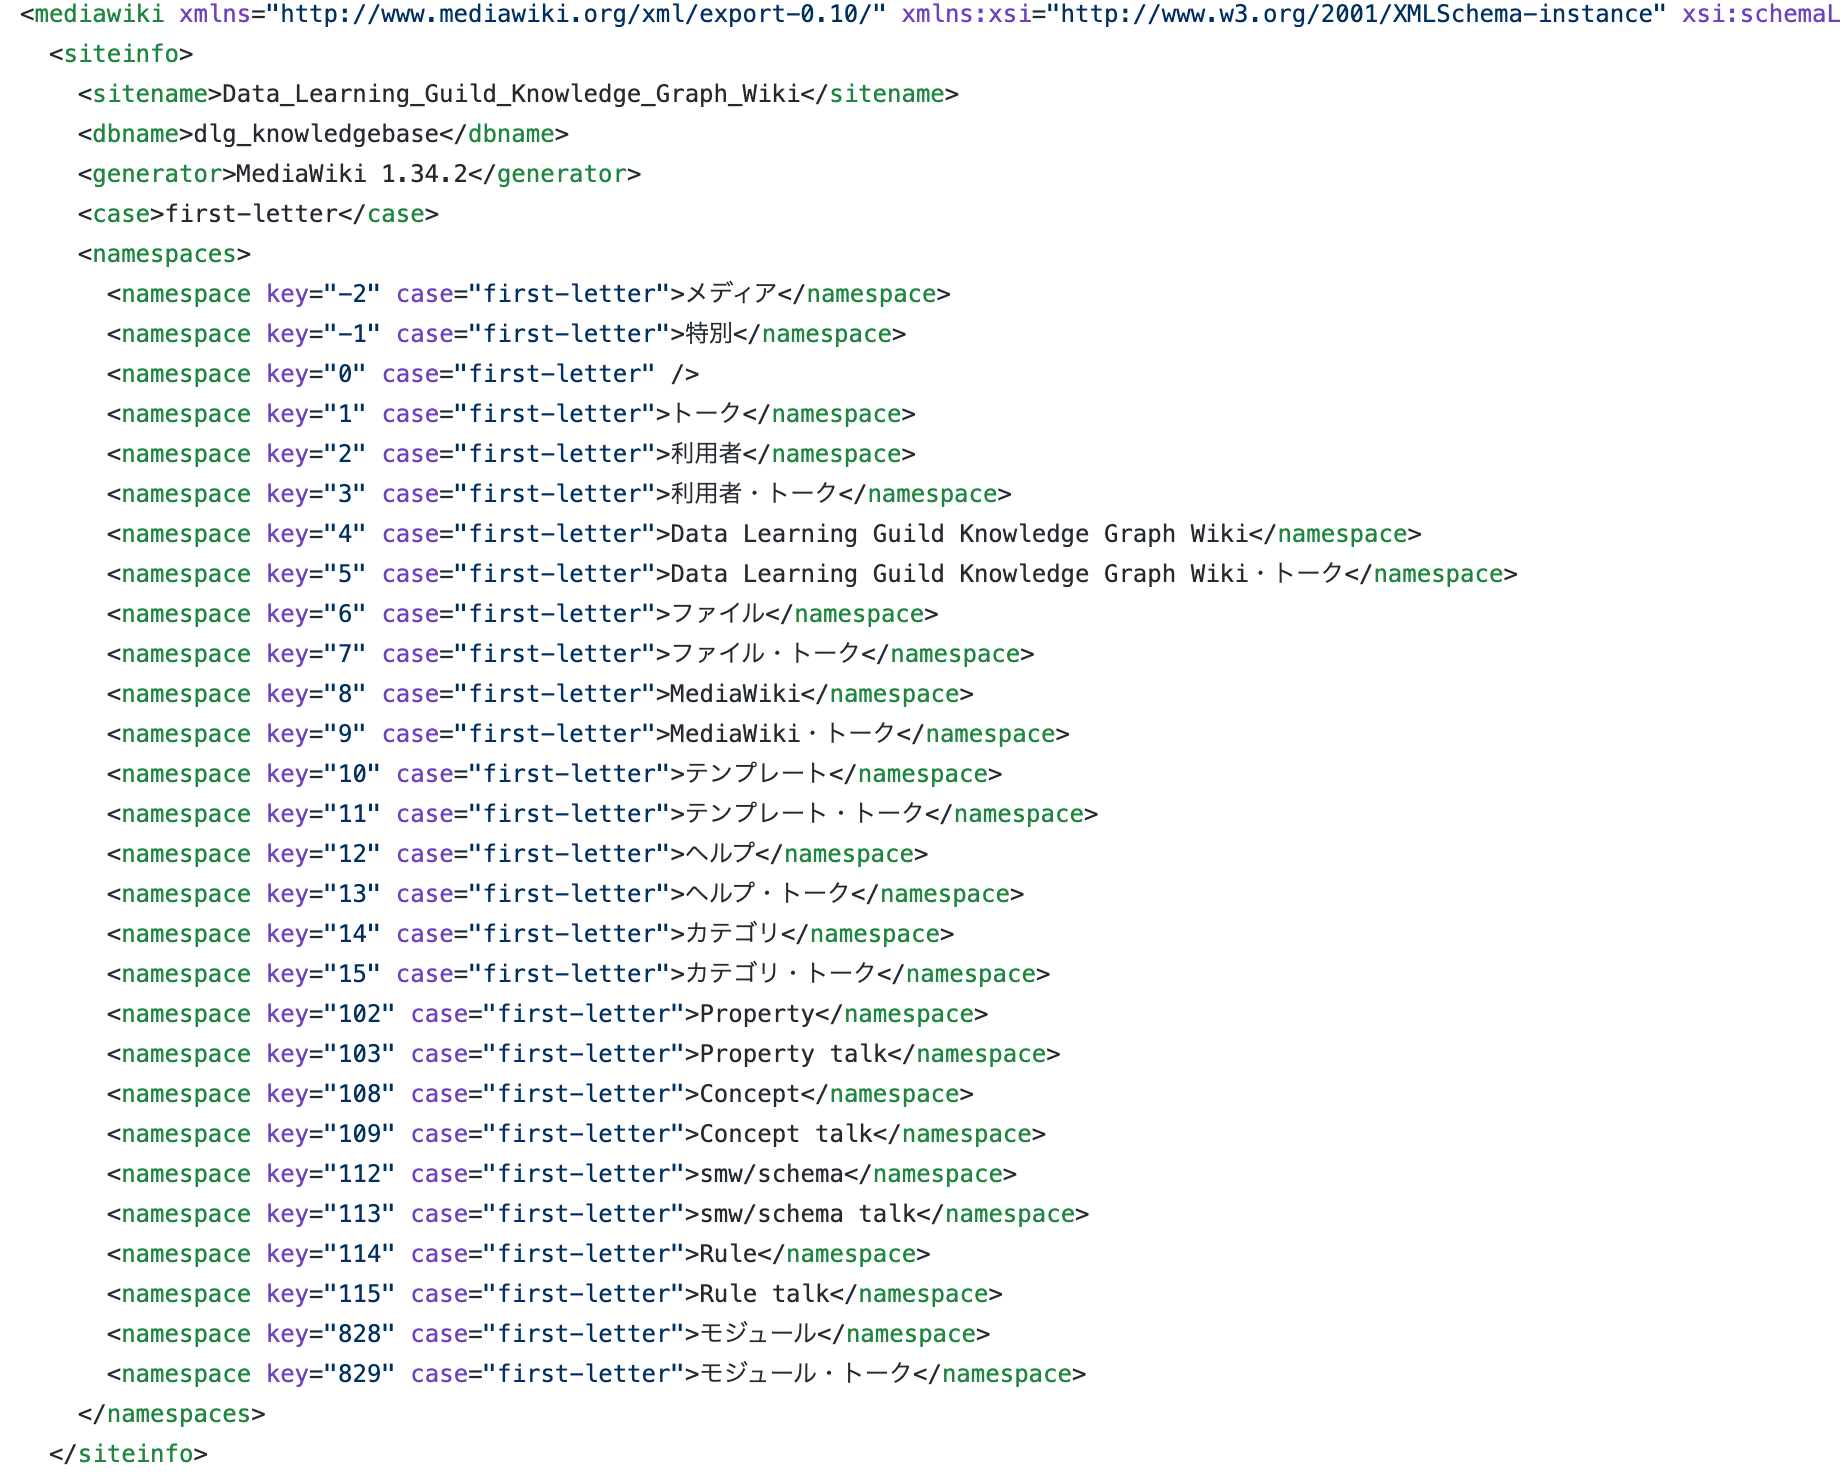 <mediawiki xmlns="http://www.mediawiki.org/xml/export-0.10/" xmlns:xsi="http://www.w3.org/2001/XMLSchema-instance" xsi:schemaL
<siteinfo>
<sitename>Data_Learning_Guild_Knowledge_Graph_Wiki</sitename>
<dbname>dlg_knowledgebase</dbname>
<generator>MediaWiki 1.34.2</generator>
<case>first-letter</case>
<namespaces>
<namespace key="-2" case="first-letter">メディア</namespace>
<namespace key="-1" case="first-letter">特別</namespace>
<namespace key="0" case="first-letter" />
<namespace key="1" case="first-letter">トーク</namespace>
<namespace key="2" case="first-letter">利用者</namespace>
<namespace key="3" case="first-letter">利用者・トーク</namespace>
<namespace key="4" case="first-letter">Data Learning Guild Knowledge Graph Wiki</namespace>
<namespace key="5" case="first-letter">Data Learning Guild Knowledge Graph Wiki・トーク</namespace>
<namespace key="6" case="first-letter">ファイル</namespace>
<namespace key="7" case="first-letter">ファイル・トーク</namespace>
<namespace key="8" case="first-letter">MediaWiki</namespace>
<namespace key="9" case="first-letter">MediaWiki・トーク</namespace>
<namespace key="10" case="first-letter">テンプレート</namespace>
<namespace key="11" case="first-letter">テンプレート・トーク</namespace>
<namespace key="12" case="first-letter">ヘルプ</namespace>
<namespace key="13" case="first-letter">ヘルプ・トーク</namespace>
<namespace key="14" case="first-letter">カテゴリ</namespace>
<namespace key="15" case="first-letter">カテゴリ・トーク</namespace>
<namespace key="102" case="first-letter">Property</namespace>
<namespace key="103" case="first-letter">Property talk</namespace>
<namespace key="108" case="first-letter">Concept</namespace>
<namespace key="109" case="first-letter">Concept talk</namespace>
<namespace key="112" case="first-letter">smw/schema</namespace>
<namespace key="113" case="first-letter">smw/schema talk</namespace>
<namespace key="114" case="first-letter">Rule</namespace>
<namespace key="115" case="first-letter">Rule talk</namespace>
<namespace key="828" case="first-letter">モジュール</namespace>
<namespace key="829" case="first-letter">モジュール・トーク</namespace>
</namespaces>
</siteinfo>